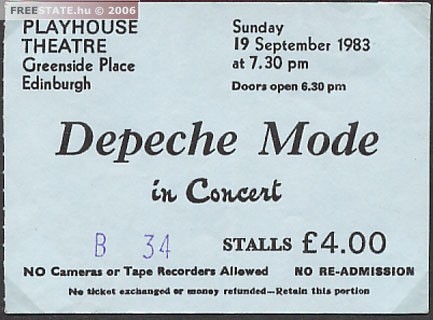 FREESTATE.hu © 2006
PLAYHOUSE
THEATRE
Greenside Place
Edinburgh
Sunday
19 September 1983
at 7.30 pm
Doors open 6.30 pm
Depeche Mode
in Concert
B 34
STALLS £4.00
NO Cameras or Tape Recorders Allowed NO RE-ADMISSION
No ticket exchanged or money refunded—Retain this portion